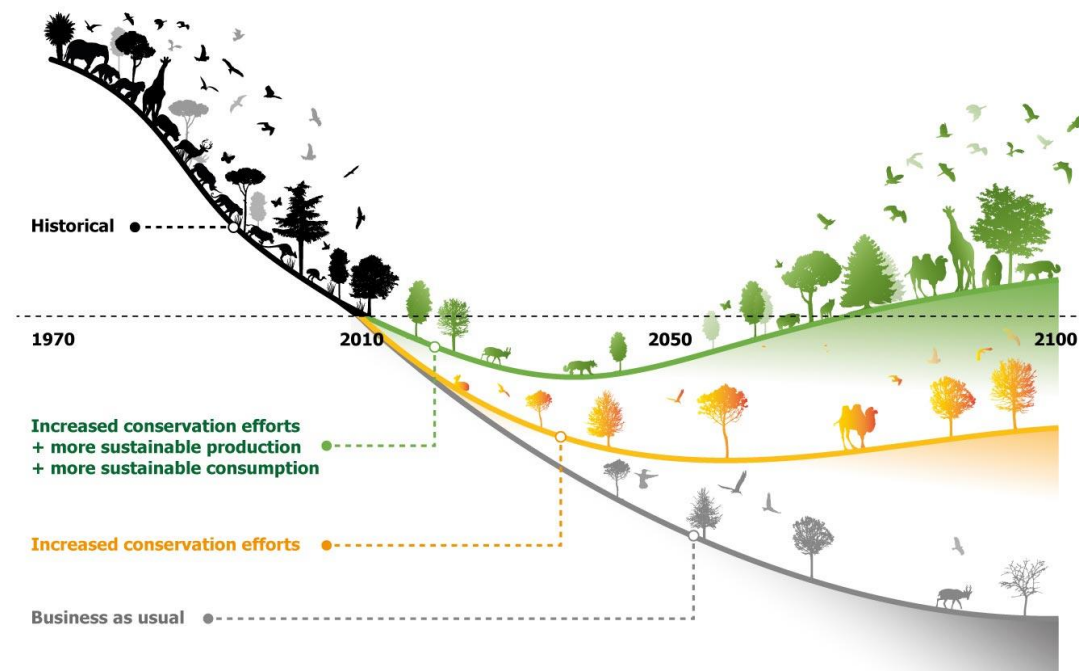 Historical
1970 2010 2050 2100
Increased conservation efforts
+ more sustainable production
+ more sustainable consumption
Increased conservation efforts
Business as usual